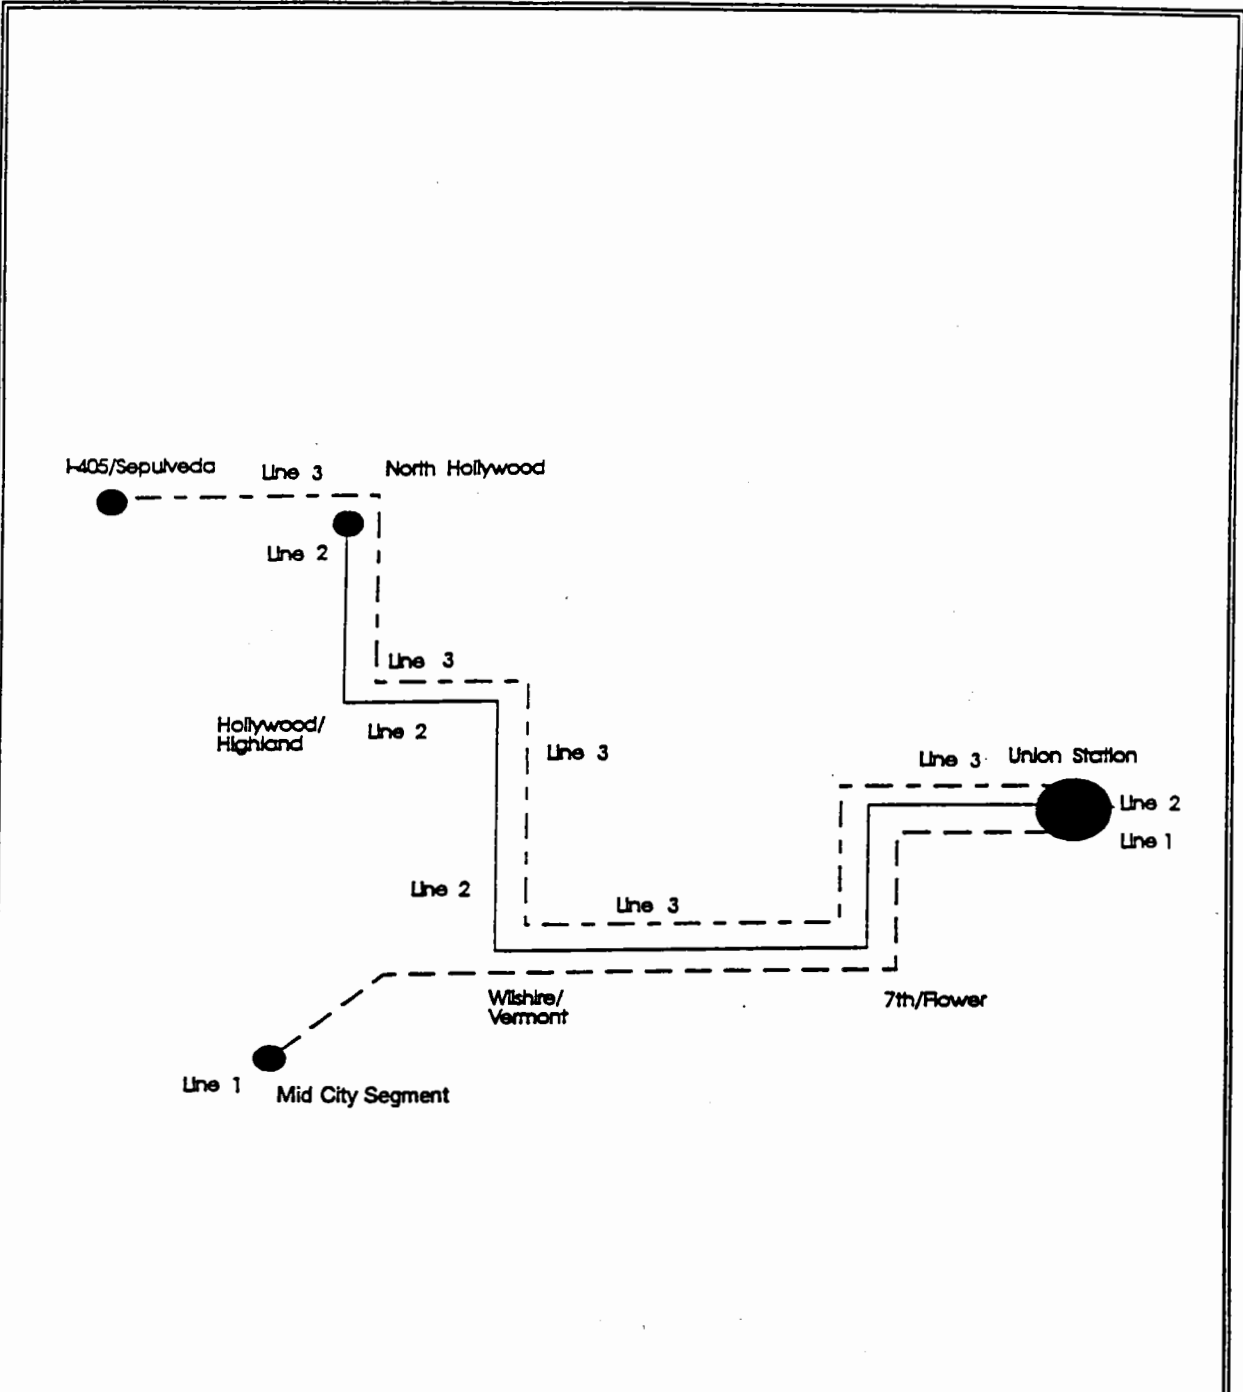 I-405/Sepulveda
Line 3
North Hollywood
Line 2
Line 3
Hollywood/
Highland
Line 2
Line 3
Line 3
Union Station
Line 2
Line 1
Line 2
Line 3
Wilshire/
Vermont
7th/Flower
Line 1
Mid City Segment